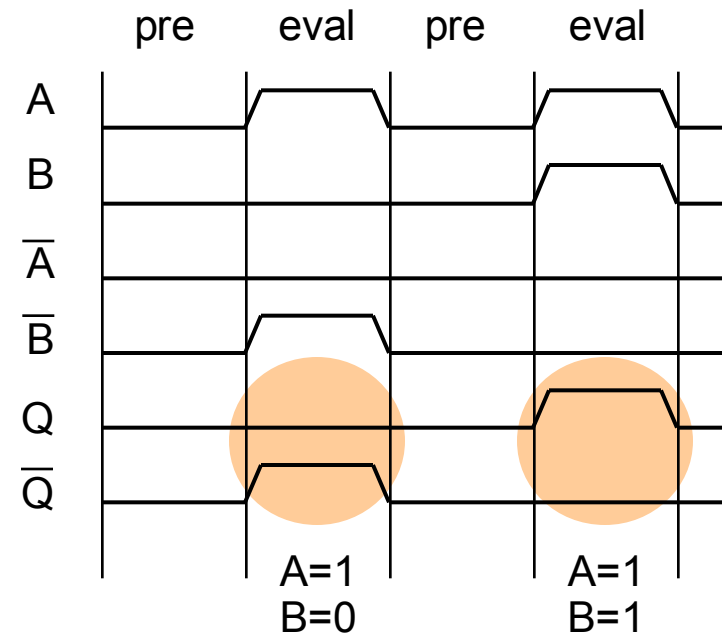 pre eval pre eval
A
B
A̅
B̅
Q
Q̅
A=1 A=1
B=0 B=1